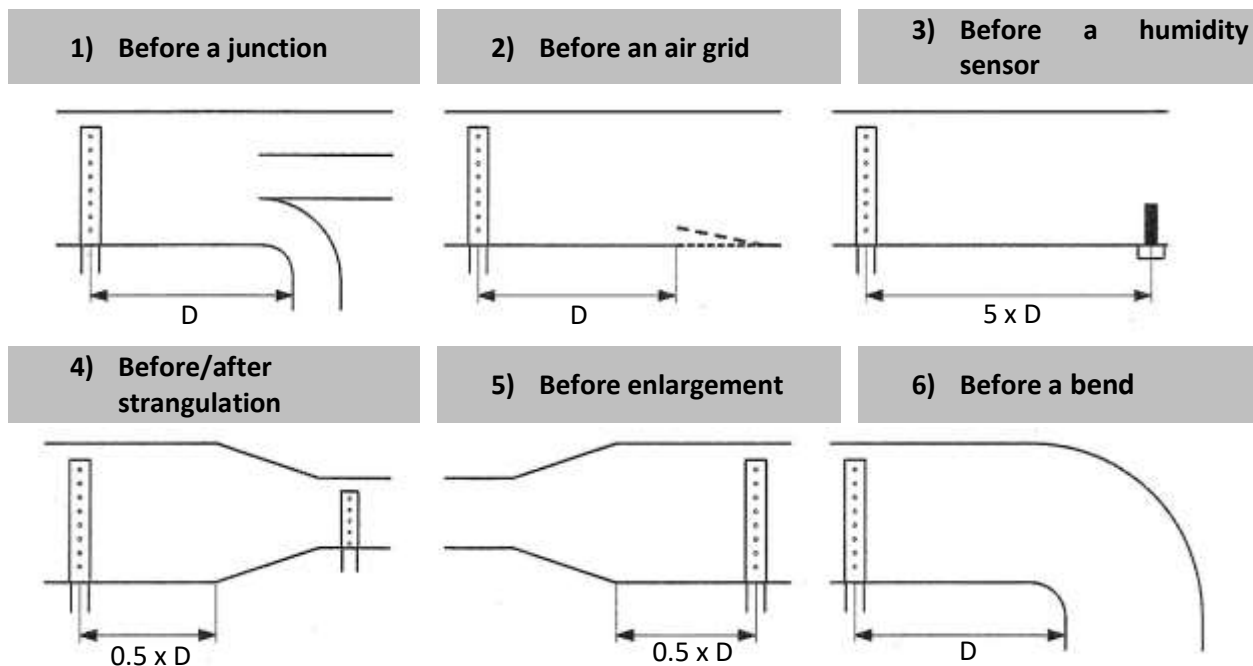 1) Before a junction
2) Before an air grid
3) Before a humidity
sensor
D
D
5 x D
4) Before/after
strangulation
5) Before enlargement
6) Before a bend
0.5 x D
0.5 x D
D